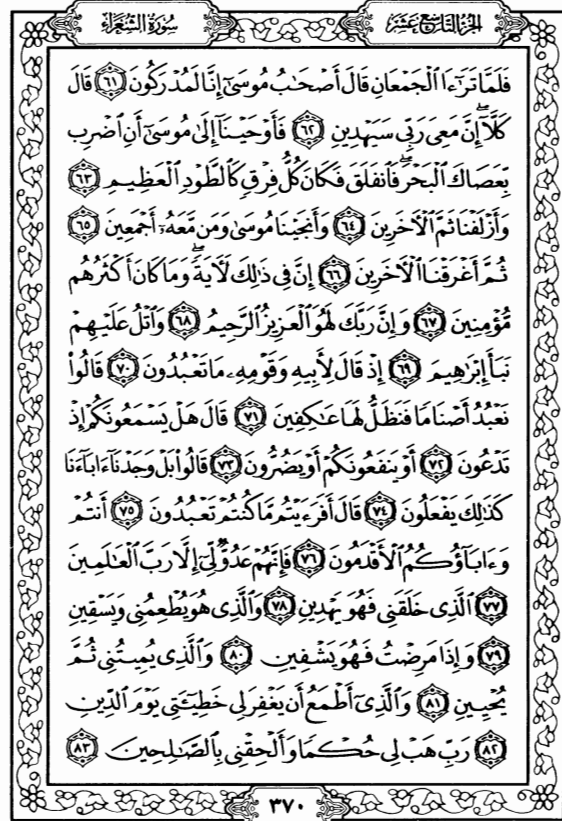 سورة الشعراء
الجزء التاسع عشر
فَلَمَّا تَرَٰٓءَا ٱلْجَمْعَانِ قَالَ أَصْحَٰبُ مُوسَىٰٓ إِنَّا لَمُدْرَكُونَ ٦١ قَالَ
كَلَّآ ۖ إِنَّ مَعِىَ رَبِّى سَيَهْدِينِ ٦٢ فَأَوْحَيْنَآ إِلَىٰ مُوسَىٰٓ أَنِ ٱضْرِب
بِّعَصَاكَ ٱلْبَحْرَ ۖ فَٱنفَلَقَ فَكَانَ كُلُّ فِرْقٍ كَٱلطَّوْدِ ٱلْعَظِيمِ ٦٣
وَأَزْلَفْنَا ثَمَّ ٱلْءَاخَرِينَ ٦٤ وَأَنجَيْنَا مُوسَىٰ وَمَن مَّعَهُۥٓ أَجْمَعِينَ ٦٥
ثُمَّ أَغْرَقْنَا ٱلْءَاخَرِينَ ٦٦ إِنَّ فِى ذَٰلِكَ لَءَايَةً ۖ وَمَا كَانَ أَكْثَرُهُم
مُّؤْمِنِينَ ٦٧ وَإِنَّ رَبَّكَ لَهُوَ ٱلْعَزِيزُ ٱلرَّحِيمُ ٦٨ وَٱتْلُ عَلَيْهِمْ
نَبَأَ إِبْرَٰهِيمَ ٦٩ إِذْ قَالَ لِأَبِيهِ وَقَوْمِهِۦ مَا تَعْبُدُونَ ٧٠ قَالُوا۟
نَعْبُدُ أَصْنَامًا فَنَظَلُّ لَهَا عَٰكِفِينَ ٧١ قَالَ هَلْ يَسْمَعُونَكُمْ إِذْ
تَدْعُونَ ٧٢ أَوْ يَنفَعُونَكُمْ أَوْ يَضُرُّونَ ٧٣ قَالُوا۟ بَلْ وَجَدْنَآ ءَابَآءَنَا
كَذَٰلِكَ يَفْعَلُونَ ٧٤ قَالَ أَفَرَءَيْتُم مَّا كُنتُمْ تَعْبُدُونَ ٧٥ أَنتُمْ
وَءَابَآؤُكُمُ ٱلْأَقْدَمُونَ ٧٦ فَإِنَّهُمْ عَدُوٌّ لِّىٓ إِلَّا رَبَّ ٱلْعَٰلَمِينَ
٧٧ ٱلَّذِى خَلَقَنِى فَهُوَ يَهْدِينِ ٧٨ وَٱلَّذِى هُوَ يُطْعِمُنِى وَيَسْقِينِ
٧٩ وَإِذَا مَرِضْتُ فَهُوَ يَشْفِينِ ٨٠ وَٱلَّذِى يُمِيتُنِى ثُمَّ
يُحْيِينِ ٨١ وَٱلَّذِىٓ أَطْمَعُ أَن يَغْفِرَ لِى خَطِيٓـَٔتِى يَوْمَ ٱلدِّينِ
٨٢ رَبِّ هَبْ لِى حُكْمًا وَأَلْحِقْنِى بِٱلصَّٰلِحِينَ ٨٣
٣٧٠